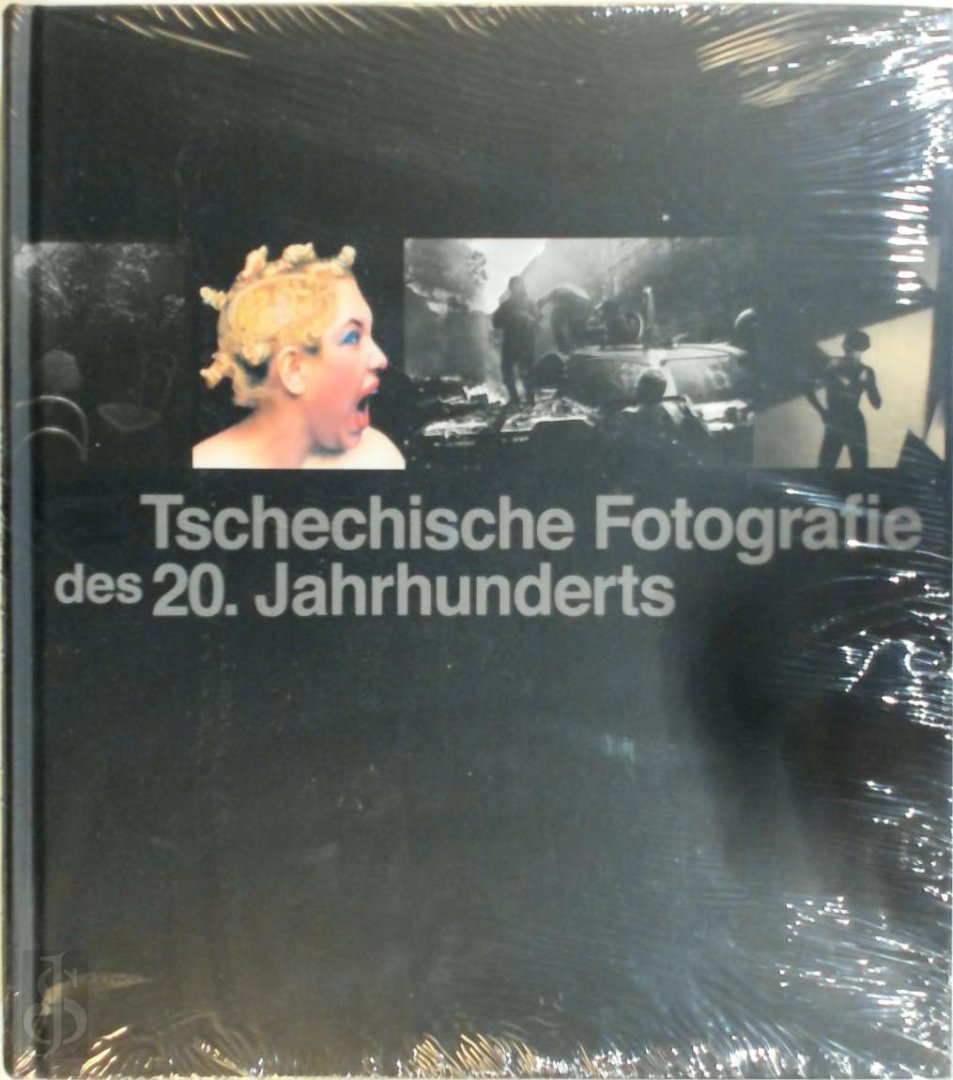 Tschechische Fotografie
des 20. Jahrhunderts